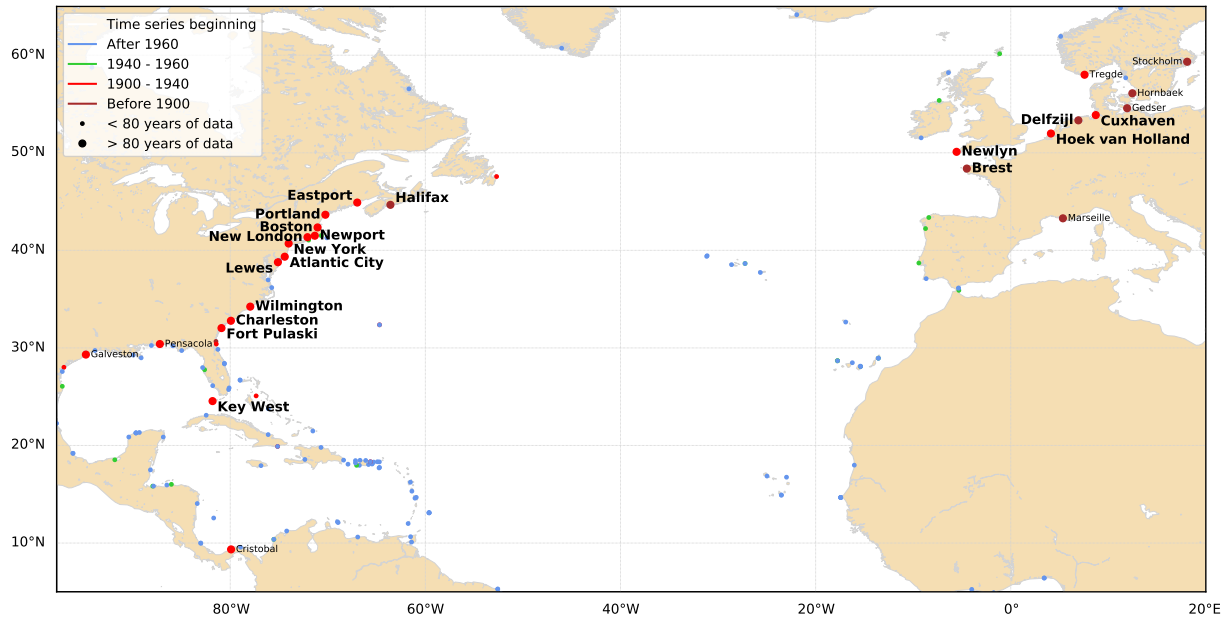 Time series beginning
After 1960
1940 - 1960
1900 - 1940
Before 1900
< 80 years of data
> 80 years of data
60°N
50°N
40°N
30°N
20°N
10°N
Stockholm
Tregde
Hornbaek
Gedser
Delfzijl
Cuxhaven
Hoek van Holland
Newlyn
Brest
Marseille
Eastport
Halifax
Portland
Boston
New London
Newport
New York
Atlantic City
Lewes
Wilmington
Charleston
Fort Pulaski
Pensacola
Galveston
Key West
Cristobal
80°W
60°W
40°W
20°W
0°
20°E